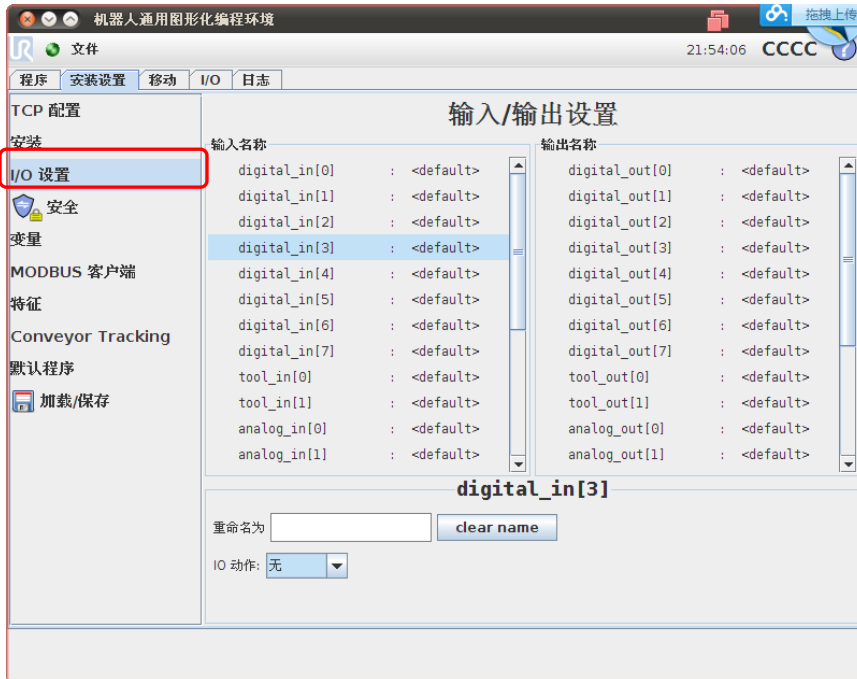 机器人通用图形化编程环境
拖拽上传
UR 文件 21:54:06 CCCC ?
程序 安装设置 移动 I/O 日志
TCP 配置
安装
I/O 设置
安全
变量
MODBUS 客户端
特征
Conveyor Tracking
默认程序
加载/保存
输入/输出设置
输入名称
digital_in[0] : <default>
digital_in[1] : <default>
digital_in[2] : <default>
digital_in[3] : <default>
digital_in[4] : <default>
digital_in[5] : <default>
digital_in[6] : <default>
digital_in[7] : <default>
tool_in[0] : <default>
tool_in[1] : <default>
analog_in[0] : <default>
analog_in[1] : <default>
输出名称
digital_out[0] : <default>
digital_out[1] : <default>
digital_out[2] : <default>
digital_out[3] : <default>
digital_out[4] : <default>
digital_out[5] : <default>
digital_out[6] : <default>
digital_out[7] : <default>
tool_out[0] : <default>
tool_out[1] : <default>
analog_out[0] : <default>
analog_out[1] : <default>
digital_in[3]
重命名为 clear name
IO 动作: 无